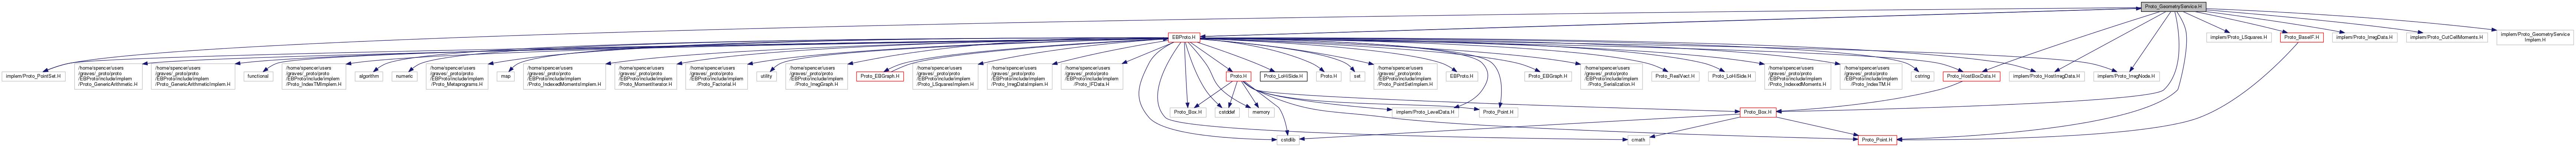 Proto_GeometryService.H
EBProto.H
implem/Proto_LSquares.H
Proto_BaseIF.H
implem/Proto_IrregData.H
implem/Proto_CutCellMoments.H
implem/Proto_GeometryService
Implem.H
implem/Proto_PointSet.H
/home/spencer/users
/graves/_proto/proto
/EBProto/include/implem
/Proto_GenericArithmetic.H
/home/spencer/users
/graves/_proto/proto
/EBProto/include/implem
/Proto_GenericArithmeticImplem.H
functional
/home/spencer/users
/graves/_proto/proto
/EBProto/include/implem
/Proto_IndexTMImplem.H
algorithm
numeric
/home/spencer/users
/graves/_proto/proto
/EBProto/include/implem
/Proto_Metaprograms.H
map
/home/spencer/users
/graves/_proto/proto
/EBProto/include/implem
/Proto_IndexedMomentsImplem.H
/home/spencer/users
/graves/_proto/proto
/EBProto/include/implem
/Proto_MomentIterator.H
/home/spencer/users
/graves/_proto/proto
/EBProto/include/implem
/Proto_Factorial.H
utility
/home/spencer/users
/graves/_proto/proto
/EBProto/include/implem
/Proto_IrregGraph.H
Proto_EBGraph.H
/home/spencer/users
/graves/_proto/proto
/EBProto/include/implem
/Proto_LSquaresImplem.H
/home/spencer/users
/graves/_proto/proto
/EBProto/include/implem
/Proto_IrregDataImplem.H
/home/spencer/users
/graves/_proto/proto
/EBProto/include/implem
/Proto_IFData.H
Proto.H
Proto_LoHiSide.H
Proto.H
set
/home/spencer/users
/graves/_proto/proto
/EBProto/include/implem
/Proto_PointSetImplem.H
EBProto.H
Proto_EBGraph.H
/home/spencer/users
/graves/_proto/proto
/EBProto/include/implem
/Proto_Serialization.H
Proto_RealVect.H
Proto_LoHiSide.H
/home/spencer/users
/graves/_proto/proto
/EBProto/include/implem
/Proto_IndexedMoments.H
/home/spencer/users
/graves/_proto/proto
/EBProto/include/implem
/Proto_IndexTM.H
cstring
Proto_HostBoxData.H
implem/Proto_HostIrregData.H
implem/Proto_IrregNode.H
Proto_Box.H
cstddef
memory
implem/Proto_LevelData.H
Proto_Point.H
Proto_Box.H
cstdlib
cmath
Proto_Point.H